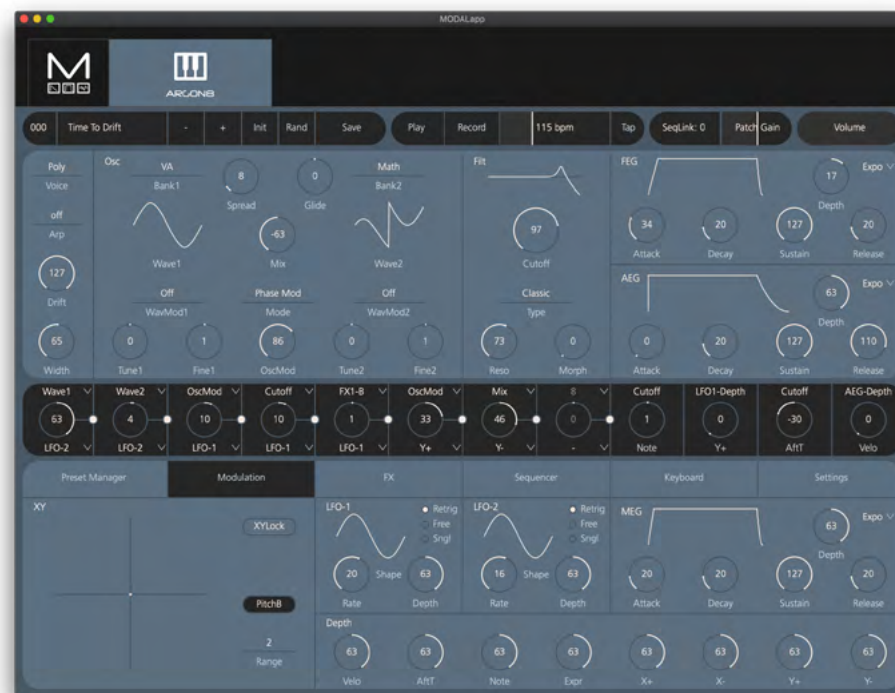 MODALapp
M
ARGON8
000 Time To Drift - + Init Rand Save Play Record 115 bpm Tap SeqLink: 0 Patch Gain Volume
Poly Osc VA 8 0 Math Filt FEG 17 Expo
Voice Bank1 Spread Glide Bank2 Depth
off -63 97 34 20 127 20
Arp Wave1 Mix Wave2 Cutoff Attack Decay Sustain Release
127 Off Phase Mod Off Classic AEG 63 Expo
Drift WavMod1 Mode WavMod2 Type Depth
65 0 1 86 0 1 73 0 0 20 127 110
Width Tune1 Fine1 OscMod Tune2 Fine2 Reso Morph Attack Decay Sustain Release
Wave1 Wave2 OscMod Cutoff FX1-B OscMod Mix 8 Cutoff LFO1-Depth Cutoff AEG-Depth
63 4 10 10 1 33 46 0 1 0 -30 0
LFO-2 LFO-2 LFO-1 LFO-1 LFO-1 Y+ Y- - Note Y+ AftT Velo
Preset Manager Modulation FX Sequencer Keyboard Settings
XY LFO-1 Retrig LFO-2 Retrig MEG Expo
XYLock Free Free 63
Sngl Sngl Depth
20 Shape 63 16 Shape 63 20 20 127 20
PitchB Rate Depth Rate Depth Attack Decay Sustain Release
2 Depth
Range 63 63 63 63 63 63 63 63
Velo AftT Note Expr X+ X- Y+ Y-